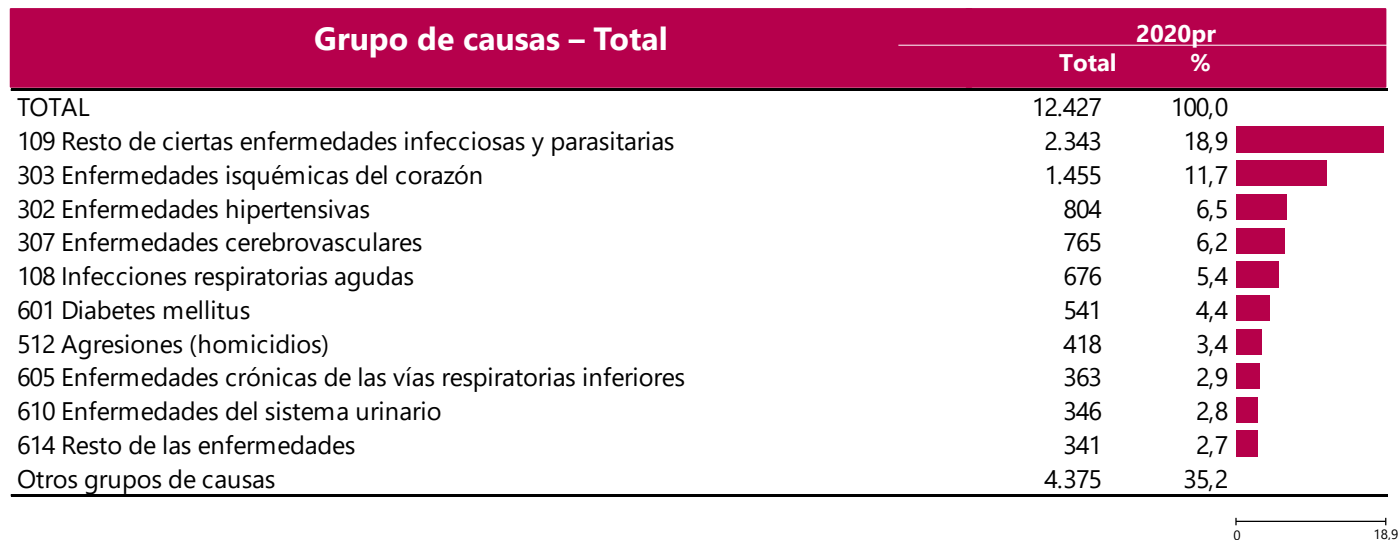 Grupo de causas – Total 2020pr
Total %
TOTAL 12.427 100,0
109 Resto de ciertas enfermedades infecciosas y parasitarias 2.343 18,9
303 Enfermedades isquémicas del corazón 1.455 11,7
302 Enfermedades hipertensivas 804 6,5
307 Enfermedades cerebrovasculares 765 6,2
108 Infecciones respiratorias agudas 676 5,4
601 Diabetes mellitus 541 4,4
512 Agresiones (homicidios) 418 3,4
605 Enfermedades crónicas de las vías respiratorias inferiores 363 2,9
610 Enfermedades del sistema urinario 346 2,8
614 Resto de las enfermedades 341 2,7
Otros grupos de causas 4.375 35,2
0 18,9